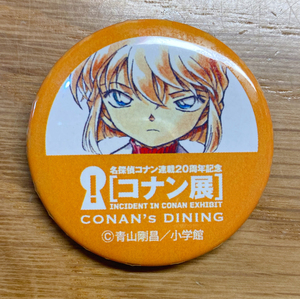 名探偵コナン連載20周年記念
[コナン展]
INCIDENT IN CONAN EXHIBIT
CONAN's DINING
©青山剛昌／小学館